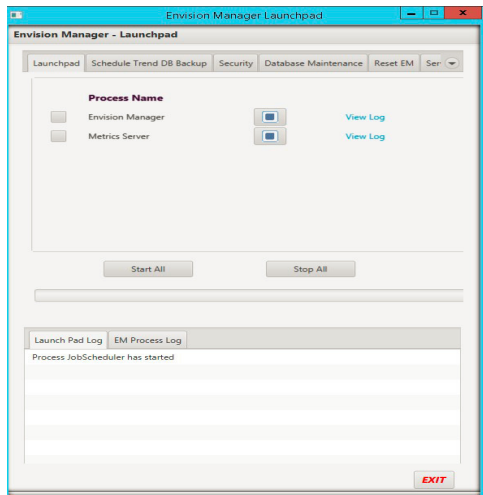 Envision Manager Launchpad
Envision Manager - Launchpad
Launchpad Schedule Trend DB Backup Security Database Maintenance Reset EM Ser
Process Name
Envision Manager View Log
Metrics Server View Log
Start All Stop All
Launch Pad Log EM Process Log
Process JobScheduler has started
EXIT